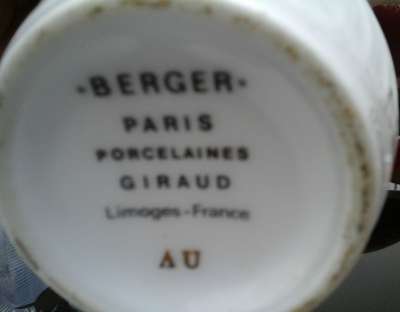 •BERGER•
PARIS
PORCELAINES
GIRAUD
Limoges-France
AU